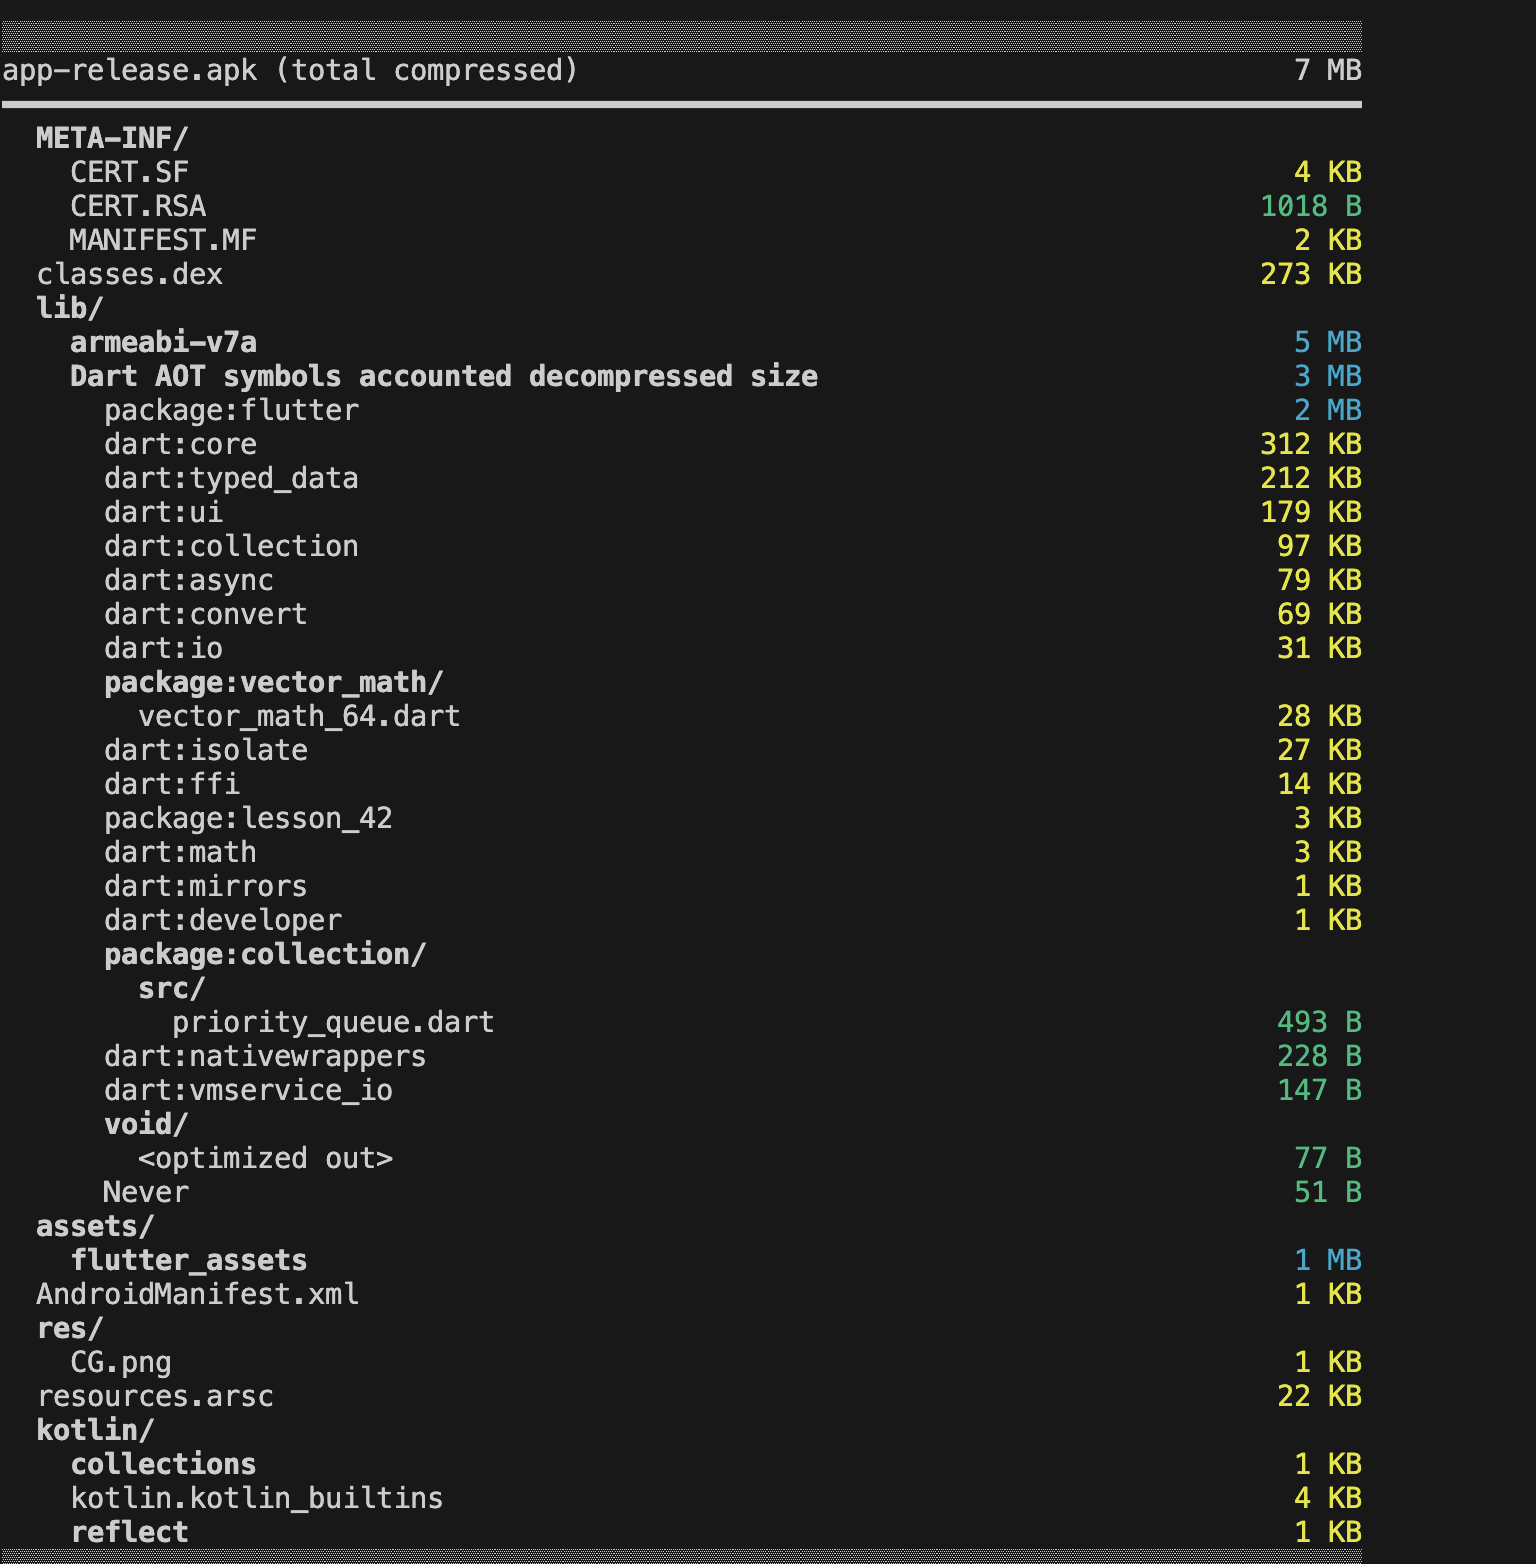 app-release.apk (total compressed) 7 MB
META-INF/
CERT.SF 4 KB
CERT.RSA 1018 B
MANIFEST.MF 2 KB
classes.dex 273 KB
lib/
armeabi-v7a 5 MB
Dart AOT symbols accounted decompressed size 3 MB
package:flutter 2 MB
dart:core 312 KB
dart:typed_data 212 KB
dart:ui 179 KB
dart:collection 97 KB
dart:async 79 KB
dart:convert 69 KB
dart:io 31 KB
package:vector_math/
vector_math_64.dart 28 KB
dart:isolate 27 KB
dart:ffi 14 KB
package:lesson_42 3 KB
dart:math 3 KB
dart:mirrors 1 KB
dart:developer 1 KB
package:collection/
src/
priority_queue.dart 493 B
dart:nativewrappers 228 B
dart:vmservice_io 147 B
void/
<optimized out> 77 B
Never 51 B
assets/
flutter_assets 1 MB
AndroidManifest.xml 1 KB
res/
CG.png 1 KB
resources.arsc 22 KB
kotlin/
collections 1 KB
kotlin.kotlin_builtins 4 KB
reflect 1 KB